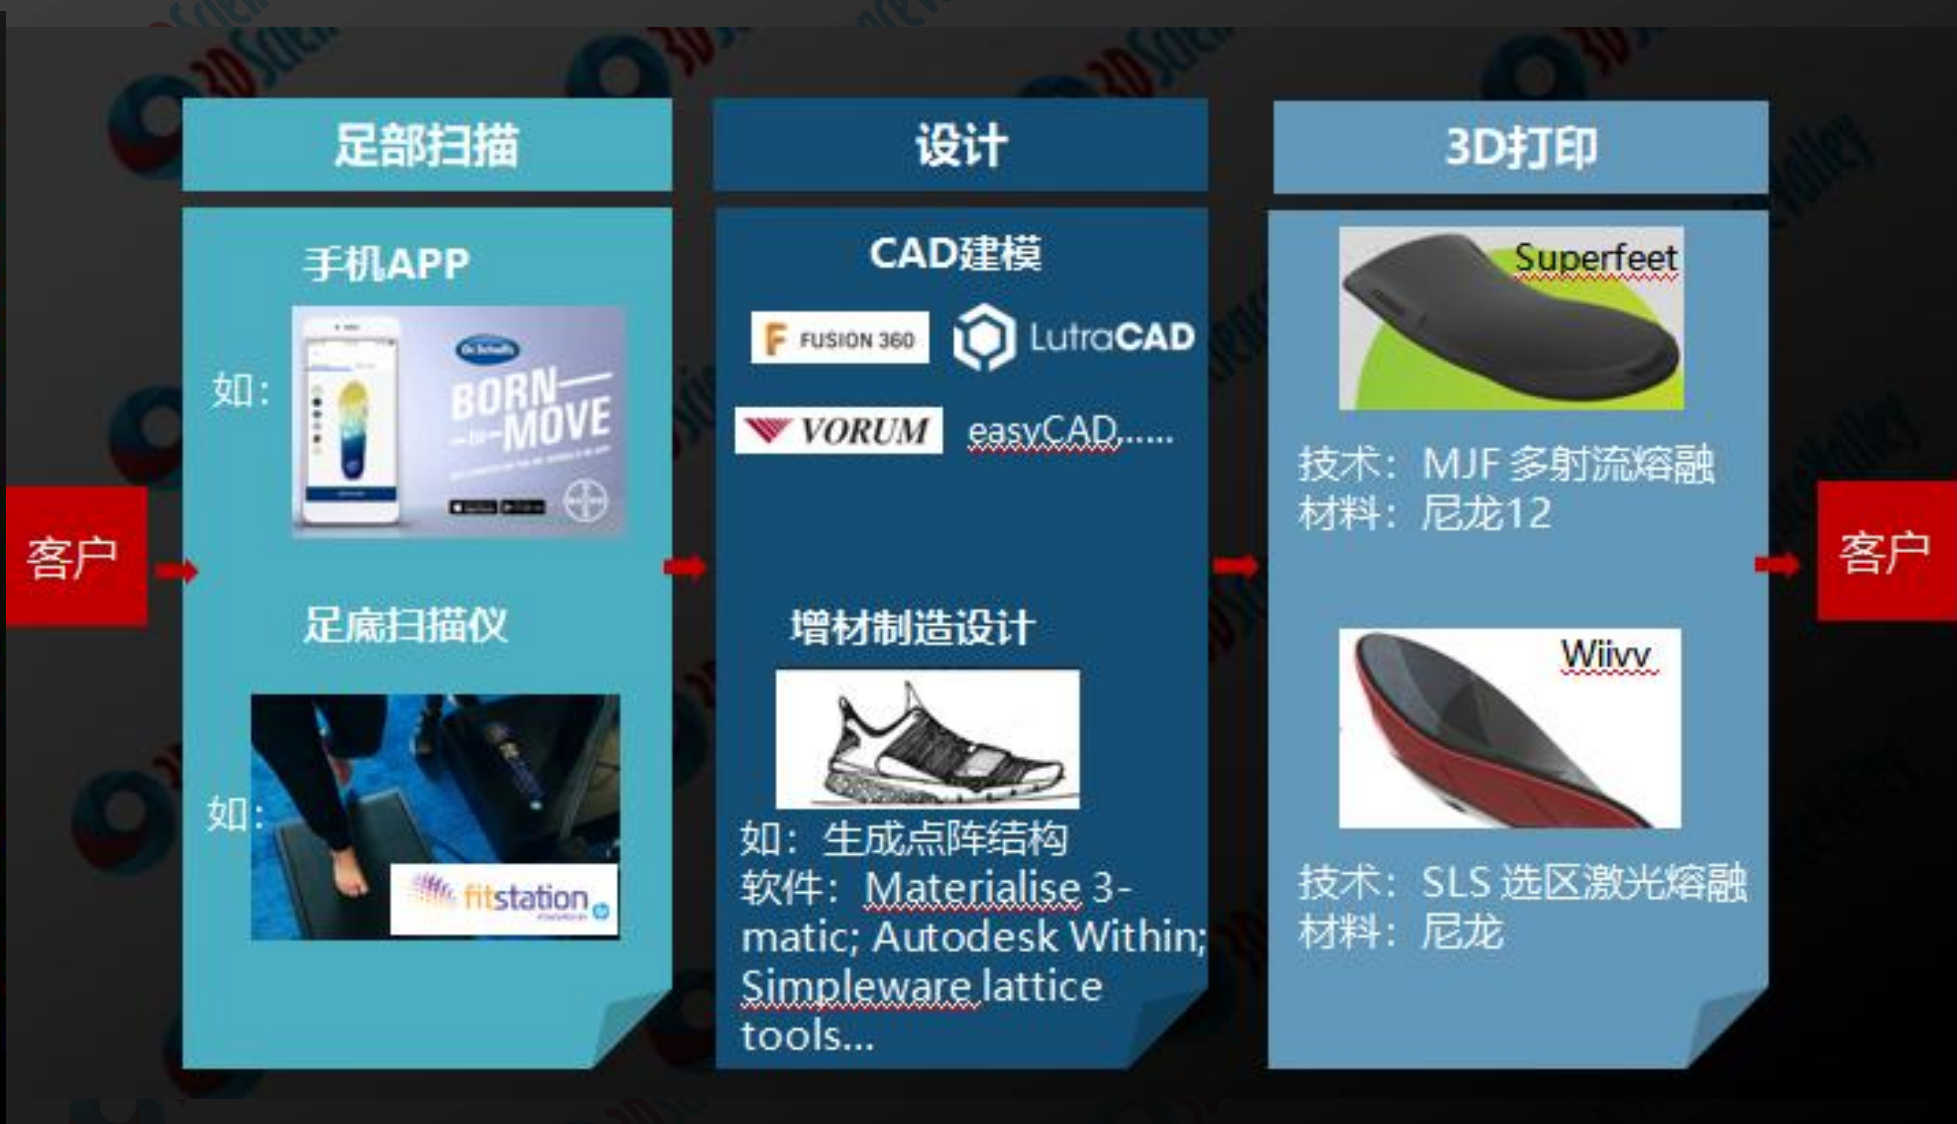 足部扫描
手机APP
如：
Dr. Scholl's
BORN
to
MOVE
足底扫描仪
如：
fitstation
设计
CAD建模
FUSION 360
LutraCAD
VORUM
easyCAD......
增材制造设计
如：生成点阵结构
软件：Materialise 3-
matic; Autodesk Within;
Simpleware lattice
tools...
3D打印
Superfeet
技术：MJF 多射流熔融
材料：尼龙12
Wiivv
技术：SLS 选区激光熔融
材料：尼龙
客户
客户